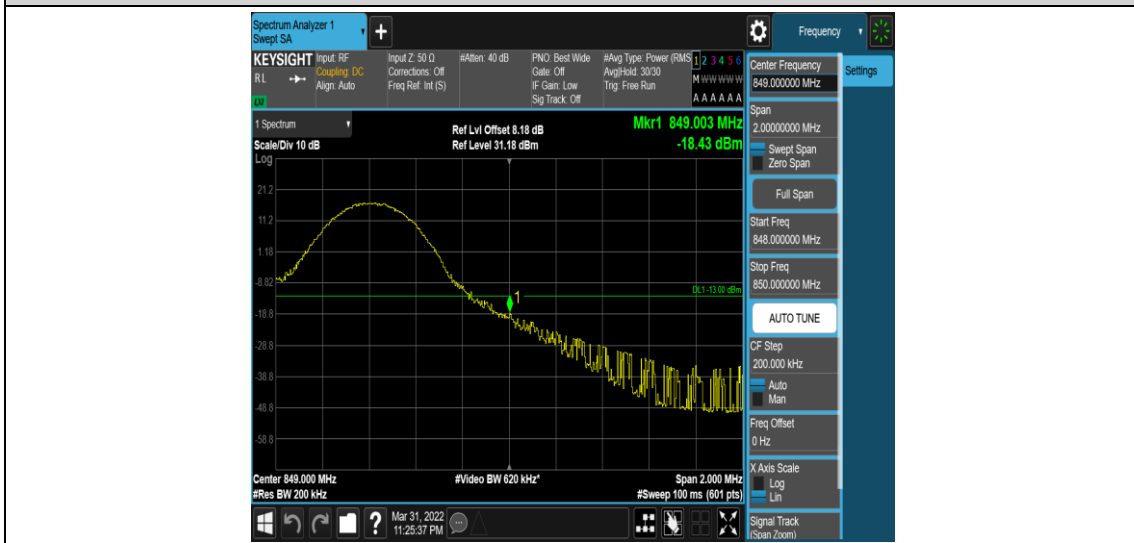 Spectrum Analyzer 1
Swept SA
+
Frequency
KEYSIGHT
RL
LXI
Input: RF
Coupling: DC
Align: Auto
Input Z: 50 Ω
Corrections: Off
Freq Ref: Int (S)
#Atten: 40 dB
PNO: Best Wide
Gate: Off
IF Gain: Low
Sig Track: Off
#Avg Type: Power (RMS
Avg|Hold: 30/30
Trig: Free Run
1 2 3 4 5 6
M W W W W W
A A A A A A
1 Spectrum
Scale/Div 10 dB
Ref Lvl Offset 8.18 dB
Ref Level 31.18 dBm
Mkr1 849.003 MHz
-18.43 dBm
Log
21.2
11.2
1.18
-8.82
-18.8
-28.8
-38.8
-48.8
-58.8
DL1 -13.00 dBm
1
Center 849.000 MHz
#Res BW 200 kHz
#Video BW 620 kHz*
Span 2.000 MHz
#Sweep 100 ms (601 pts)
Center Frequency
849.000000 MHz
Settings
Span
2.00000000 MHz
Swept Span
Zero Span
Full Span
Start Freq
848.000000 MHz
Stop Freq
850.000000 MHz
AUTO TUNE
CF Step
200.000 kHz
Auto
Man
Freq Offset
0 Hz
X Axis Scale
Log
Lin
Signal Track
(Span Zoom)
?
Mar 31, 2022
11:25:37 PM